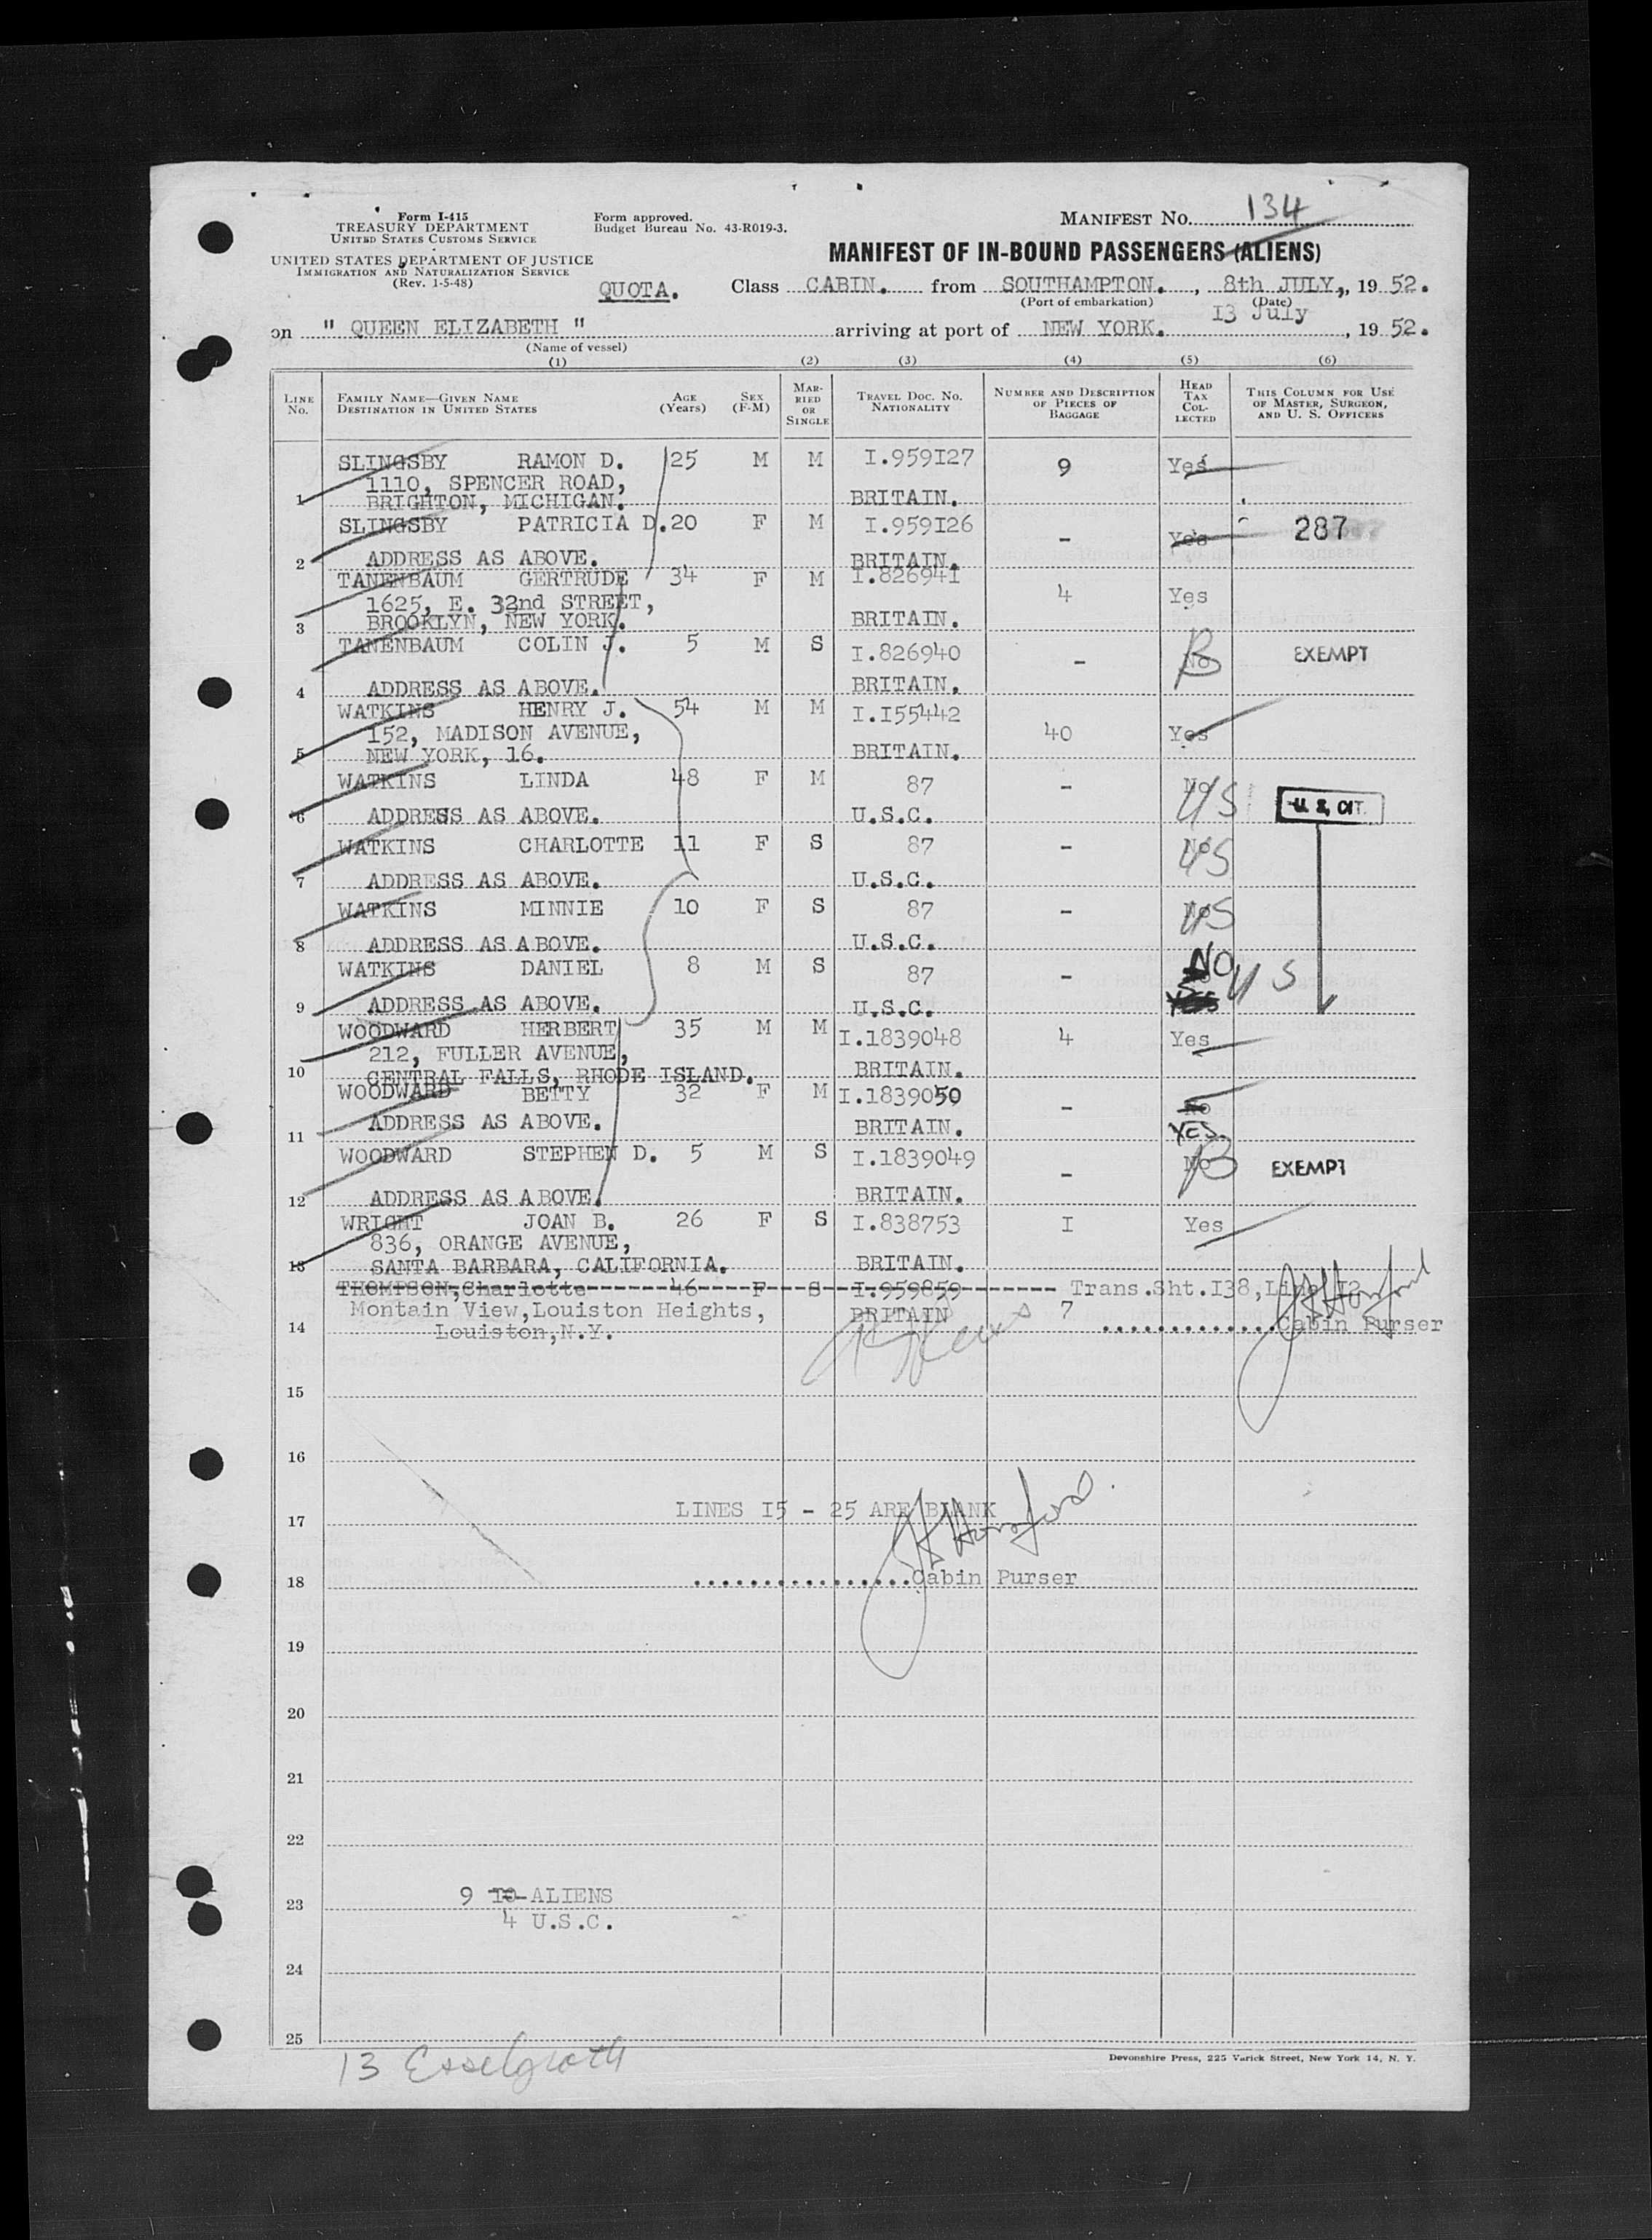 Form I-415
TREASURY DEPARTMENT
UNITED STATES CUSTOMS SERVICE
UNITED STATES DEPARTMENT OF JUSTICE
IMMIGRATION AND NATURALIZATION SERVICE
(Rev. 1-5-48)
Form approved.
Budget Bureau No. 43-R019-3.
MANIFEST No. 134
MANIFEST OF IN-BOUND PASSENGERS (ALIENS)
QUOTA. Class CABIN. from SOUTHAMPTON. , 8th JULY, , 19 52.
(Port of embarkation) (Date)
on " QUEEN ELIZABETH " arriving at port of NEW YORK. 13 July , 19 52.
(Name of vessel)
(1) (2) (3) (4) (5) (6)
LINE No. FAMILY NAME—GIVEN NAME DESTINATION IN UNITED STATES AGE (Years) SEX (F-M) MARRIED OR SINGLE TRAVEL DOC. NO. NATIONALITY NUMBER AND DESCRIPTION OF PIECES OF BAGGAGE HEAD TAX COLLECTED THIS COLUMN FOR USE OF MASTER, SURGEON, AND U. S. OFFICERS
SLINGSBY RAMON D. 25 M M I.959I27 9 Yes
1110, SPENCER ROAD,
1 BRIGHTON, MICHIGAN. BRITAIN.
SLINGSBY PATRICIA D. 20 F M I.959I26 - Yes 287
2 ADDRESS AS ABOVE. BRITAIN.
TANENBAUM GERTRUDE 34 F M I.826941 4 Yes
1625, E. 32nd STREET,
3 BROOKLYN, NEW YORK. BRITAIN.
TANENBAUM COLIN J. 5 M S I.826940 - No B EXEMPT
4 ADDRESS AS ABOVE. BRITAIN.
WATKINS HENRY J. 54 M M I.I55442 40 Yes
152, MADISON AVENUE,
5 NEW YORK, 16. BRITAIN.
WATKINS LINDA 48 F M 87 - No US U. S. CIT.
6 ADDRESS AS ABOVE. U.S.C.
WATKINS CHARLOTTE 11 F S 87 - No US
7 ADDRESS AS ABOVE. U.S.C.
WATKINS MINNIE 10 F S 87 - No US
8 ADDRESS AS ABOVE. U.S.C.
WATKINS DANIEL 8 M S 87 - NO US
9 ADDRESS AS ABOVE. U.S.C. YES
WOODWARD HERBERT 35 M M I.1839048 4 Yes
212, FULLER AVENUE,
10 CENTRAL FALLS, RHODE ISLAND. BRITAIN.
WOODWARD BETTY 32 F M I.1839050 - No
11 ADDRESS AS ABOVE. BRITAIN. YES.
WOODWARD STEPHEN D. 5 M S I.1839049 - No B EXEMPT
12 ADDRESS AS ABOVE. BRITAIN.
WRIGHT JOAN B. 26 F S I.838753 I Yes
836, ORANGE AVENUE,
13 SANTA BARBARA, CALIFORNIA. BRITAIN.
THOMPSON,Charlotte 46 F S I.959859 Trans.Sht.I38,Line I2
Montain View,Louiston Heights, BRITAIN 7
14 Louiston,N.Y. Cabin Purser
15
16
17 LINES I5 - 25 ARE BLANK
18 Cabin Purser
19
20
21
22
9 I0 ALIENS
23
4 U.S.C.
24
25
13
Devonshire Press, 225 Varick Street, New York 14, N. Y.